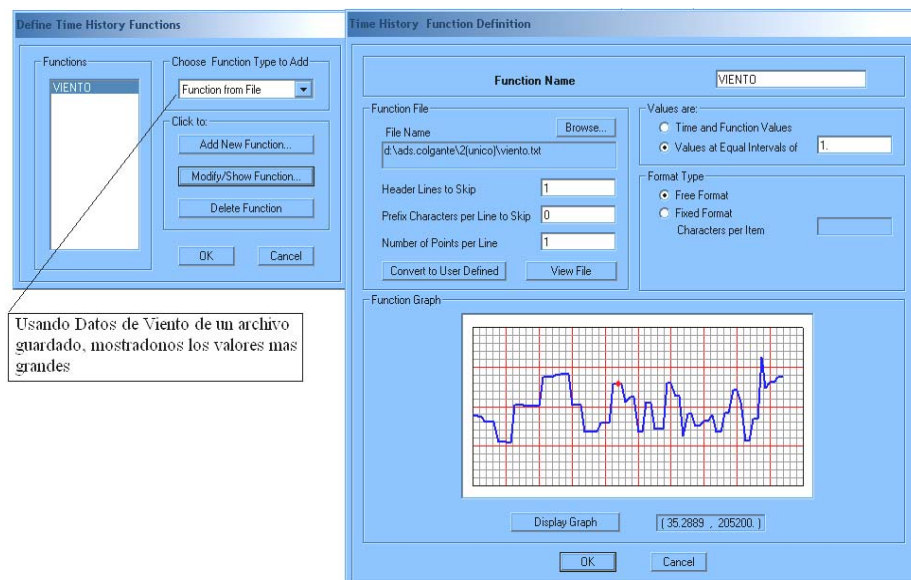 Define Time History Functions
Functions
VIENTO
Choose Function Type to Add
Function from File
Click to:
Add New Function...
Modify/Show Function...
Delete Function
OK
Cancel
Usando Datos de Viento de un archivo
guardado, mostradonos los valores mas
grandes
Time History Function Definition
Function Name
VIENTO
Function File
File Name
Browse...
d:\ads.colgante\2(unico)\viento.txt
Header Lines to Skip
1
Prefix Characters per Line to Skip
0
Number of Points per Line
1
Convert to User Defined
View File
Values are:
Time and Function Values
Values at Equal Intervals of
1.
Format Type
Free Format
Fixed Format
Characters per Item
Function Graph
Display Graph
( 35.2889 , 205200. )
OK
Cancel